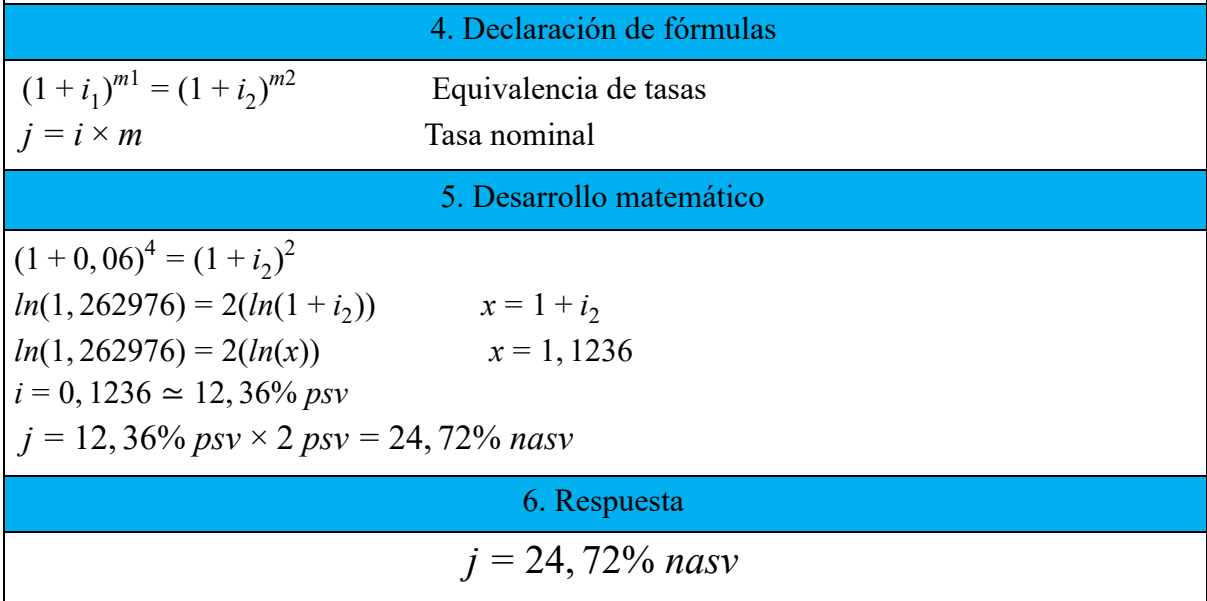 4. Declaración de fórmulas
(1 + i₁)ᵐ¹ = (1 + i₂)ᵐ² Equivalencia de tasas
j = i × m Tasa nominal
5. Desarrollo matemático
(1 + 0, 06)⁴ = (1 + i₂)²
ln(1, 262976) = 2(ln(1 + i₂)) x = 1 + i₂
ln(1, 262976) = 2(ln(x)) x = 1, 1236
i = 0, 1236 ≃ 12, 36% psv
j = 12, 36% psv × 2 psv = 24, 72% nasv
6. Respuesta
j = 24, 72% nasv